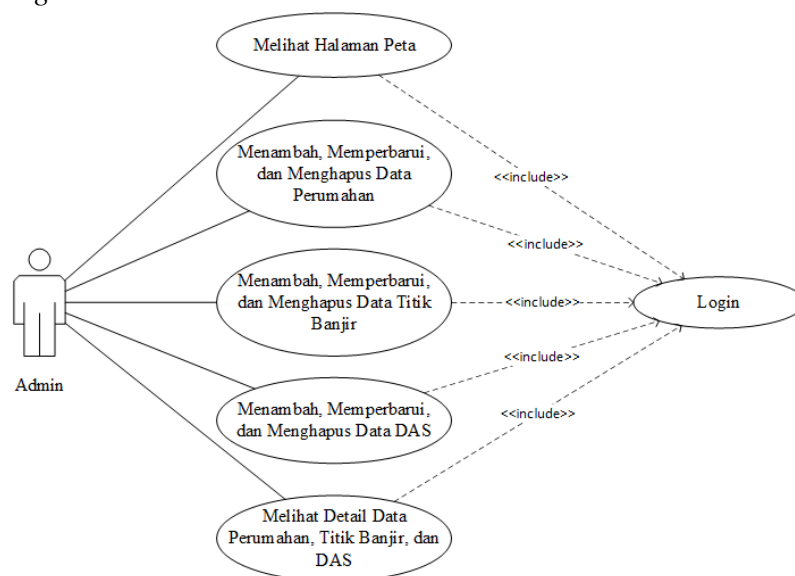 Melihat Halaman Peta
Menambah, Memperbarui,
dan Menghapus Data
Perumahan
<<include>>
<<include>>
Menambah, Memperbarui,
dan Menghapus Data Titik
Banjir
<<include>>
Login
Admin
Menambah, Memperbarui,
dan Menghapus Data DAS
<<include>>
<<include>>
Melihat Detail Data
Perumahan, Titik Banjir, dan
DAS